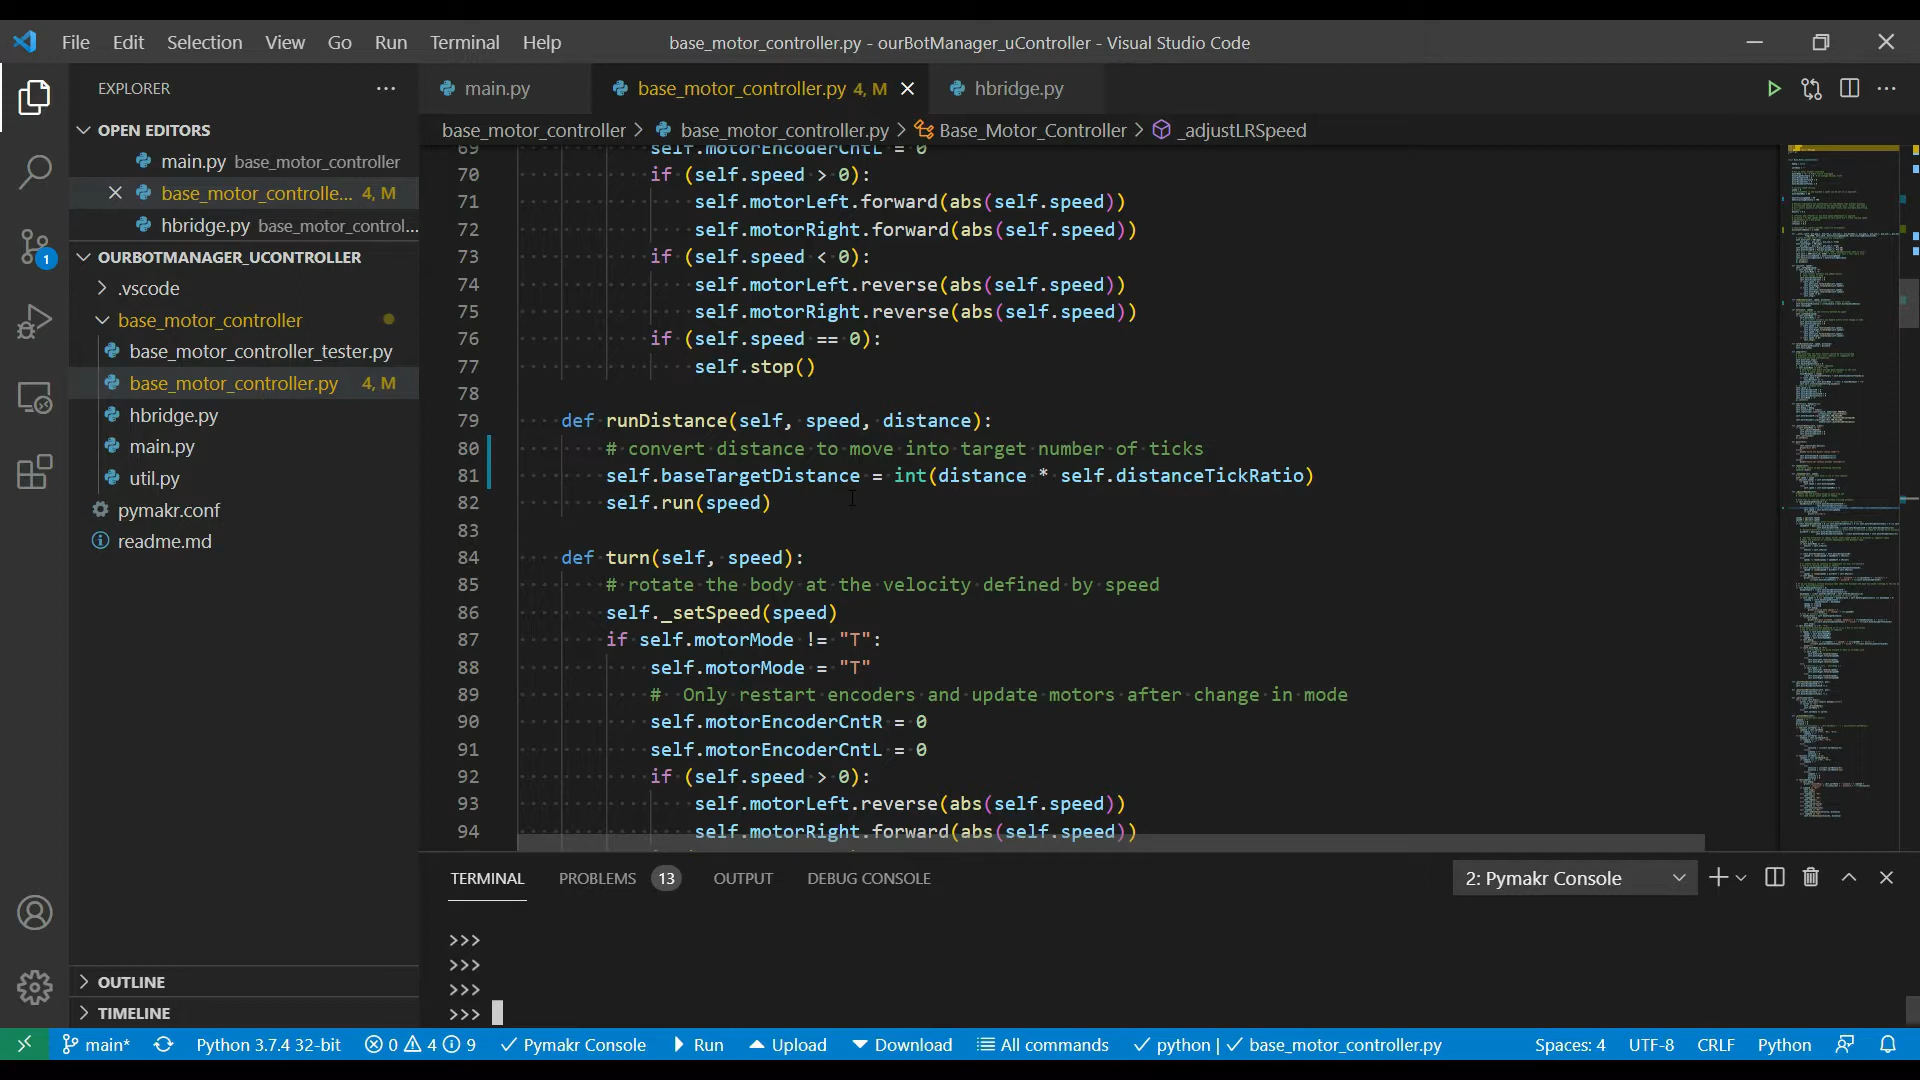 File Edit Selection View Go Run Terminal Help
base_motor_controller.py - ourBotManager_uController - Visual Studio Code
EXPLORER
OPEN EDITORS
main.py base_motor_controller
base_motor_controlle... 4, M
hbridge.py base_motor_control...
OURBOTMANAGER_UCONTROLLER
.vscode
base_motor_controller
base_motor_controller_tester.py
base_motor_controller.py 4, M
hbridge.py
main.py
util.py
pymakr.conf
readme.md
OUTLINE
TIMELINE
1
main.py
base_motor_controller.py 4, M
hbridge.py
base_motor_controller > base_motor_controller.py > Base_Motor_Controller > _adjustLRSpeed
69 self.motorEncoderCntL = 0
70 if (self.speed > 0):
71 self.motorLeft.forward(abs(self.speed))
72 self.motorRight.forward(abs(self.speed))
73 if (self.speed < 0):
74 self.motorLeft.reverse(abs(self.speed))
75 self.motorRight.reverse(abs(self.speed))
76 if (self.speed == 0):
77 self.stop()
78
79 def runDistance(self, speed, distance):
80 # convert distance to move into target number of ticks
81 self.baseTargetDistance = int(distance * self.distanceTickRatio)
82 self.run(speed)
83
84 def turn(self, speed):
85 # rotate the body at the velocity defined by speed
86 self._setSpeed(speed)
87 if self.motorMode != "T":
88 self.motorMode = "T"
89 #  Only restart encoders and update motors after change in mode
90 self.motorEncoderCntR = 0
91 self.motorEncoderCntL = 0
92 if (self.speed > 0):
93 self.motorLeft.reverse(abs(self.speed))
94 self.motorRight.forward(abs(self.speed))
TERMINAL PROBLEMS 13 OUTPUT DEBUG CONSOLE
2: Pymakr Console
>>>
>>>
>>>
>>>
main* Python 3.7.4 32-bit 0 4 9 Pymakr Console Run Upload Download All commands python | base_motor_controller.py Spaces: 4 UTF-8 CRLF Python